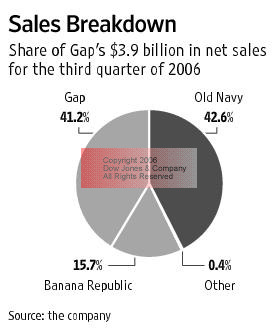 Sales Breakdown
Share of Gap's $3.9 billion in net sales
for the third quarter of 2006
Gap
41.2%
Old Navy
42.6%
Copyright 2006
Dow Jones & Company
All Rights Reserved
15.7%
Banana Republic
0.4%
Other
Source: the company